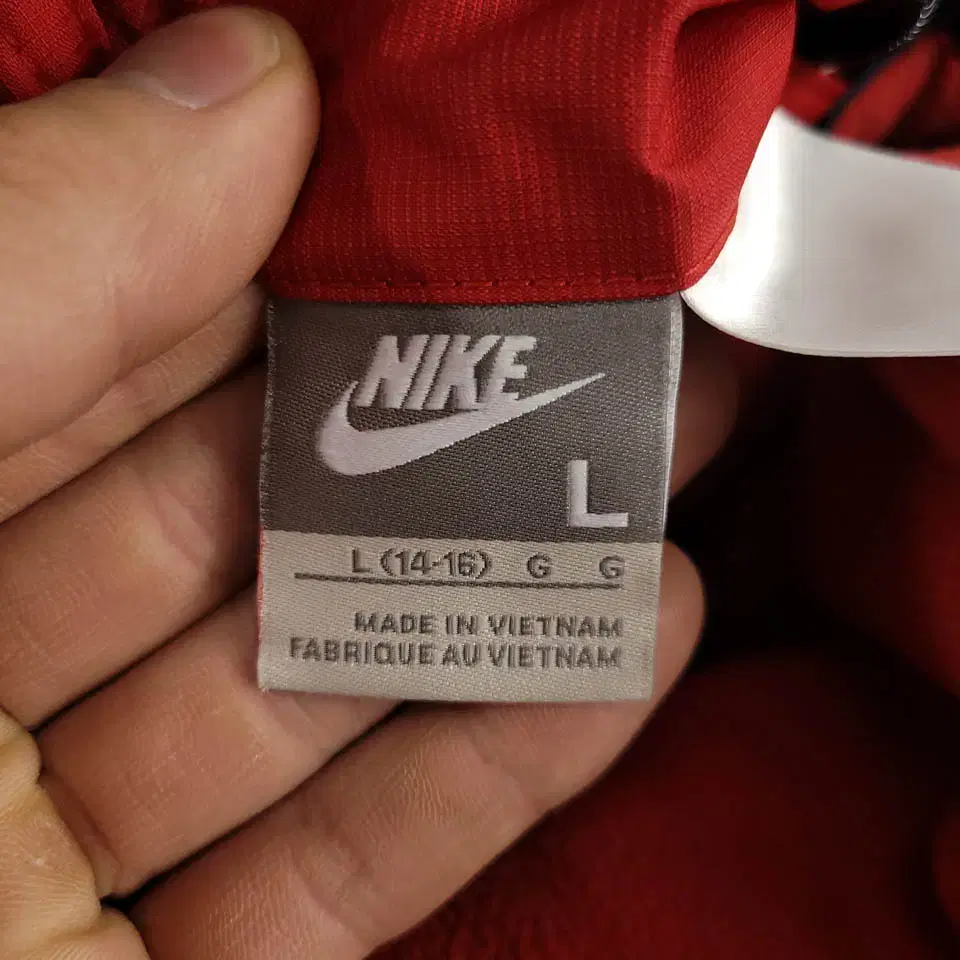 NIKE
L
L (14-16) G G
MADE IN VIETNAM
FABRIQUE AU VIETNAM